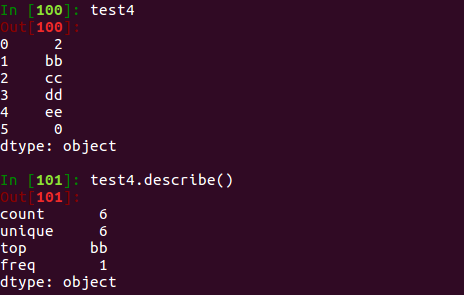 In [100]: test4
Out[100]:
0     2
1    bb
2    cc
3    dd
4    ee
5     0
dtype: object

In [101]: test4.describe()
Out[101]:
count      6
unique     6
top       bb
freq       1
dtype: object